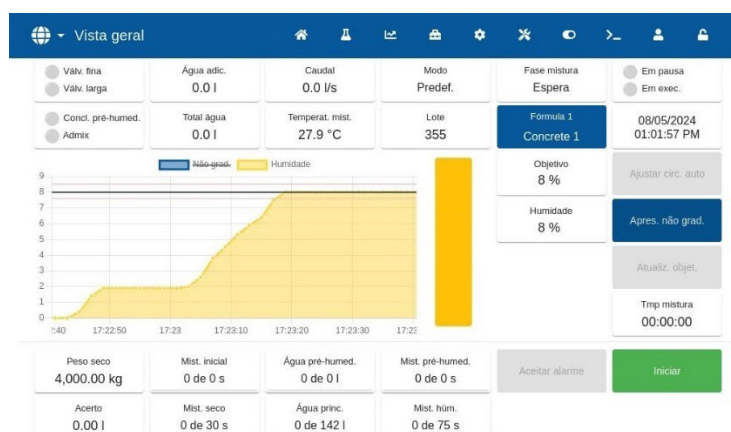 Vista geral
Válv. fina
Válv. larga
Água adic.
0.0 l
Caudal
0.0 l/s
Modo
Predef.
Fase mistura
Espera
Em pausa
Em exec.
Concl. pré-humed.
Admix
Total água
0.0 l
Temperat. mist.
27.9 °C
Lote
355
Fórmula 1
Concrete 1
08/05/2024
01:01:57 PM
Não grad.
Humidade
9
8
7
6
5
4
3
2
1
0
:40
17:22:50
17:23
17:23:10
17:23:20
17:23:30
17:23
Objetivo
8 %
Humidade
8 %
Ajustar circ. auto
Apres. não grad.
Atualiz. objet.
Tmp mistura
00:00:00
Peso seco
4,000.00 kg
Mist. inicial
0 de 0 s
Água pré-humed.
0 de 0 l
Mist. pré-humed.
0 de 0 s
Aceitar alarme
Iniciar
Acerto
0.00 l
Mist. seco
0 de 30 s
Água princ.
0 de 142 l
Mist. húm.
0 de 75 s